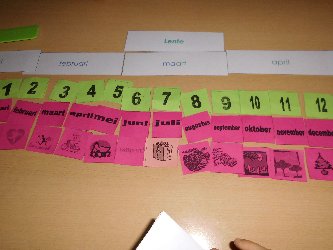 Lente
februari maart april
1 2 3 4 5 6 7 8 9 10 11 12
februari maart april mei juni juli augustus september oktober november december